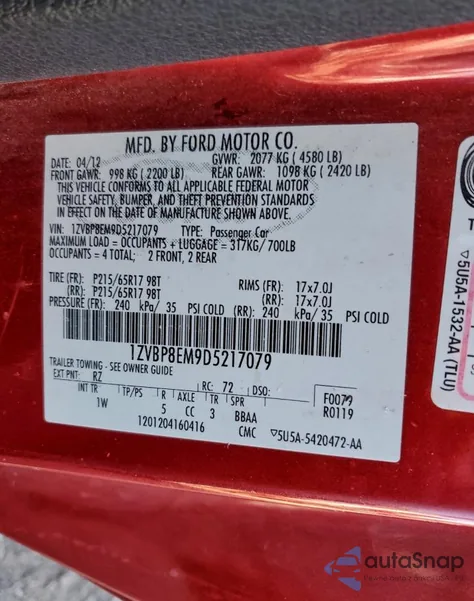 MFD. BY FORD MOTOR CO.
DATE: 04/12 GVWR: 2077 KG (4580 LB)
FRONT GAWR: 998 KG (2200 LB) REAR GAWR: 1098 KG (2420 LB)
THIS VEHICLE CONFORMS TO ALL APPLICABLE FEDERAL MOTOR
VEHICLE SAFETY, BUMPER, AND THEFT PREVENTION STANDARDS
IN EFFECT ON THE DATE OF MANUFACTURE SHOWN ABOVE.
VIN: 1ZVBP8EM9D5217079 TYPE: Passenger Car
MAXIMUM LOAD = OCCUPANTS + LUGGAGE = 317KG/700LB
OCCUPANTS = 4 TOTAL; 2 FRONT, 2 REAR
TIRE (FR): P215/65R17 98T RIMS (FR): 17x7.0J
(RR): P215/65R17 98T (RR): 17x7.0J
PRESSURE (FR): 240 kPa/ 35 PSI COLD (RR): 240 kPa/ 35 PSI COLD
1ZVBP8EM9D5217079
TRAILER TOWING - SEE OWNER GUIDE
EXT PNT: RZ RC: 72 DSO: F0079
INT TR TP/PS R AXLE TR SPR R0119
1W 5 CC 3 BBAA
1201204160416 CMC ▽5U5A-5420472-AA
▽5U5A-1532-AA (TLU)
autoSnap